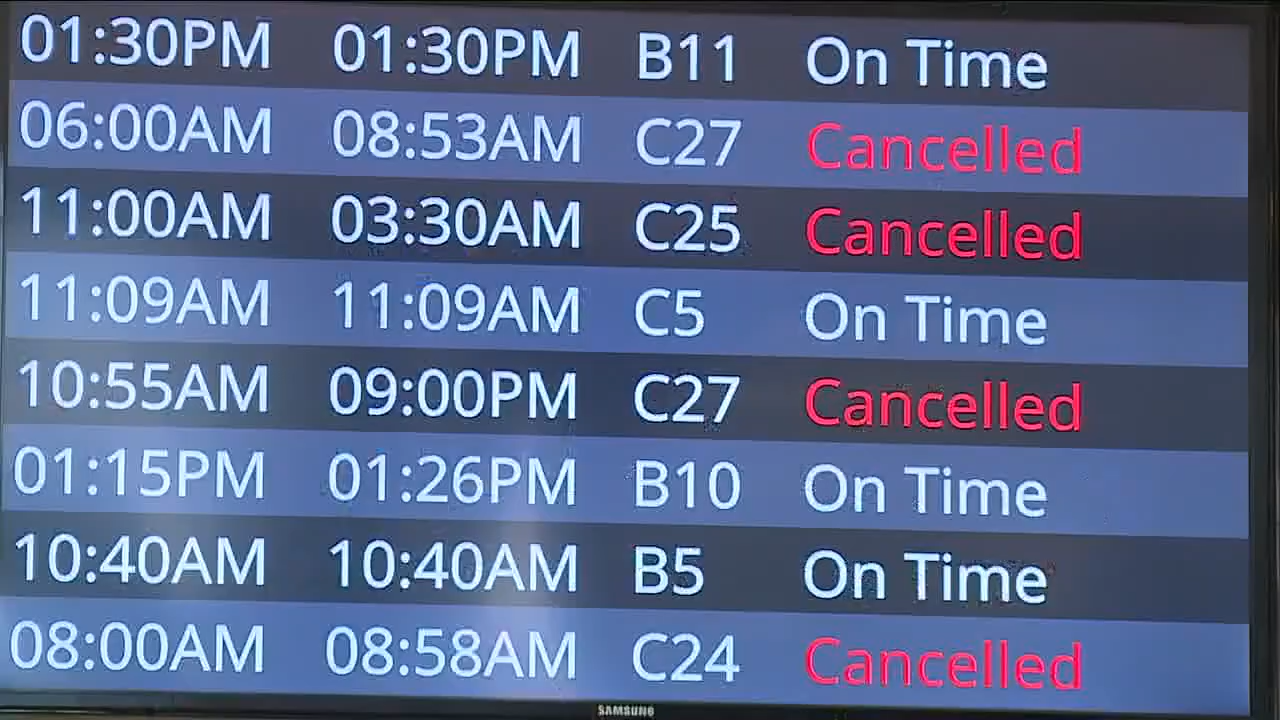 01:30PM 01:30PM B11 On Time
06:00AM 08:53AM C27 Cancelled
11:00AM 03:30AM C25 Cancelled
11:09AM 11:09AM C5 On Time
10:55AM 09:00PM C27 Cancelled
01:15PM 01:26PM B10 On Time
10:40AM 10:40AM B5 On Time
08:00AM 08:58AM C24 Cancelled
SAMSUNG